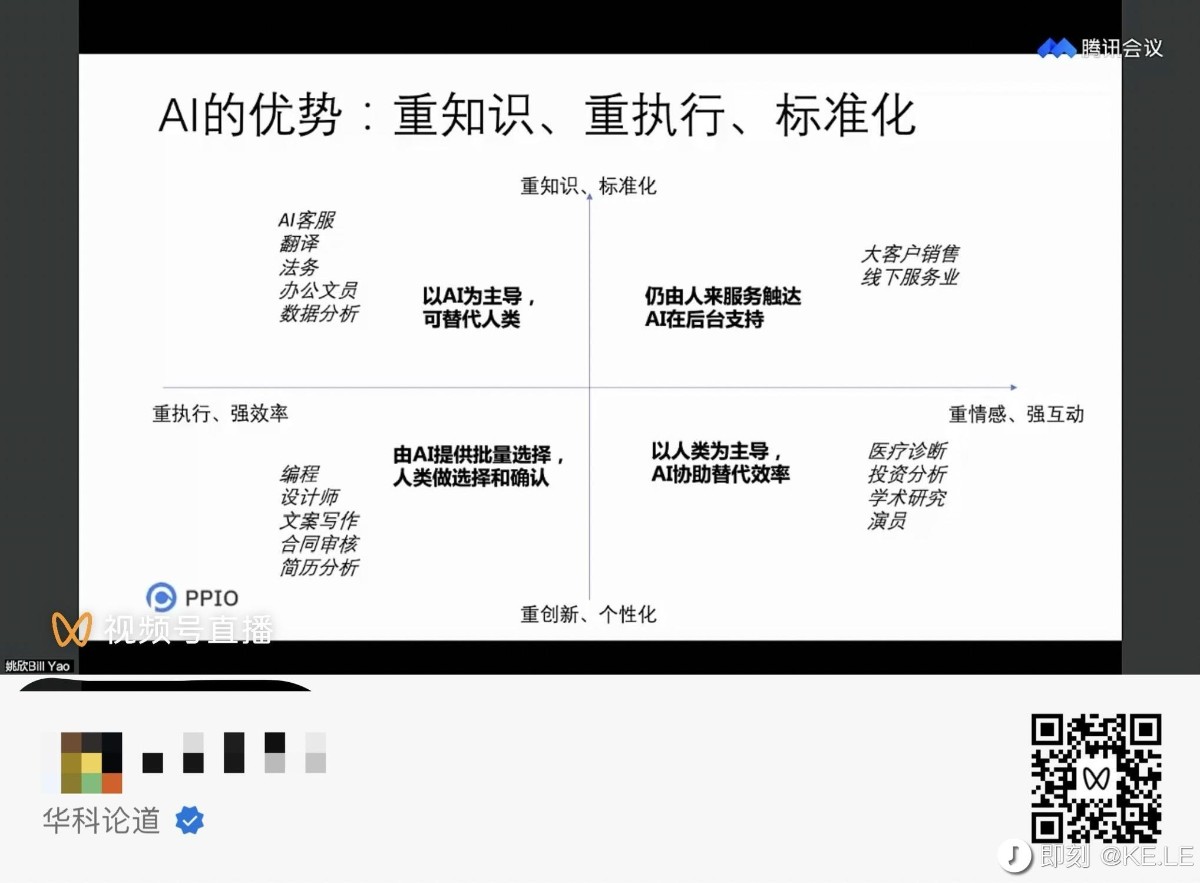 腾讯会议
AI的优势：重知识、重执行、标准化
重知识、标准化
AI客服
翻译
法务
办公文员
数据分析
以AI为主导，
可替代人类
仍由人来服务触达
AI在后台支持
大客户销售
线下服务业
重执行、强效率
重情感、强互动
编程
设计师
文案写作
合同审核
简历分析
由AI提供批量选择，
人类做选择和确认
以人类为主导，
AI协助替代效率
医疗诊断
投资分析
学术研究
演员
重创新、个性化
PPIO
视频号直播
姚欣Bill Yao
华科论道
即刻 @KE.LE